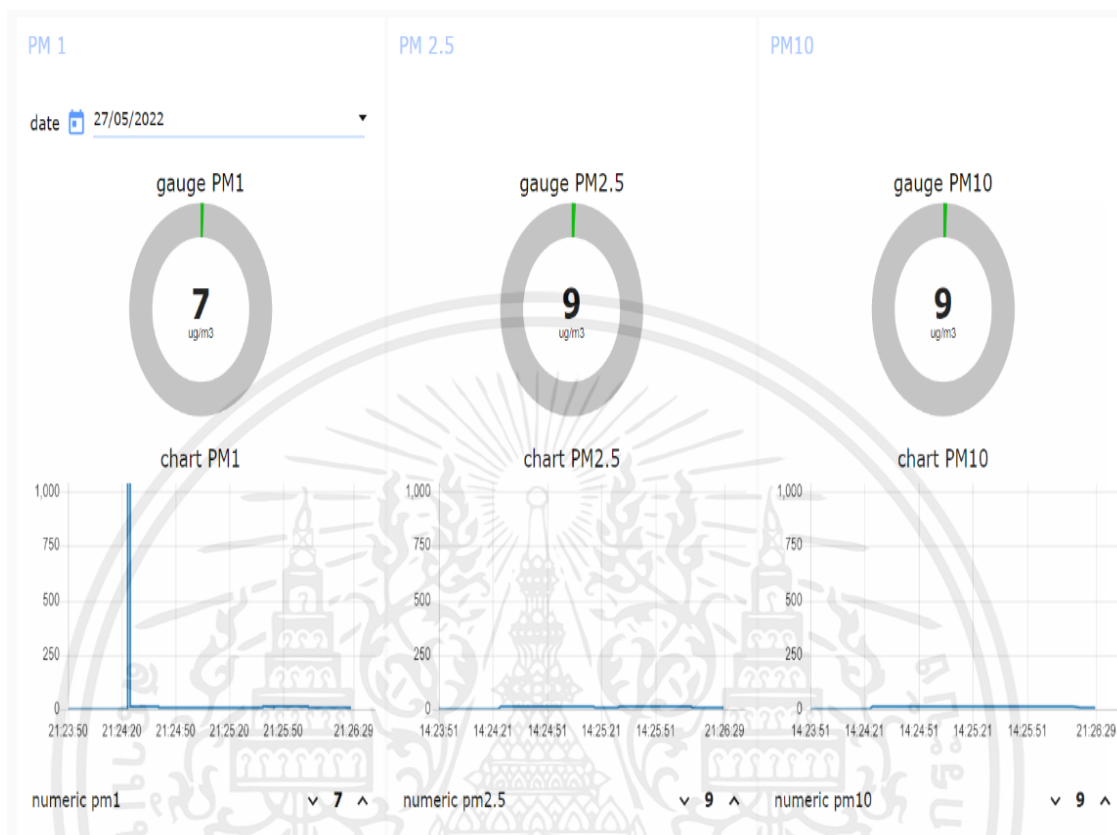 PM 1
date 27/05/2022
gauge PM1
7
ug/m3
chart PM1
1,000
750
500
250
0
21:23:50 21:24:20 21:24:50 21:25:20 21:25:50 21:26:29
numeric pm1 7
PM 2.5
gauge PM2.5
9
ug/m3
chart PM2.5
1,000
750
500
250
0
14:23:51 14:24:21 14:24:51 14:25:21 14:25:51 21:26:29
numeric pm2.5 9
PM10
gauge PM10
9
ug/m3
chart PM10
1,000
750
500
250
0
14:23:51 14:24:21 14:24:51 14:25:21 14:25:51 21:26:29
numeric pm10 9